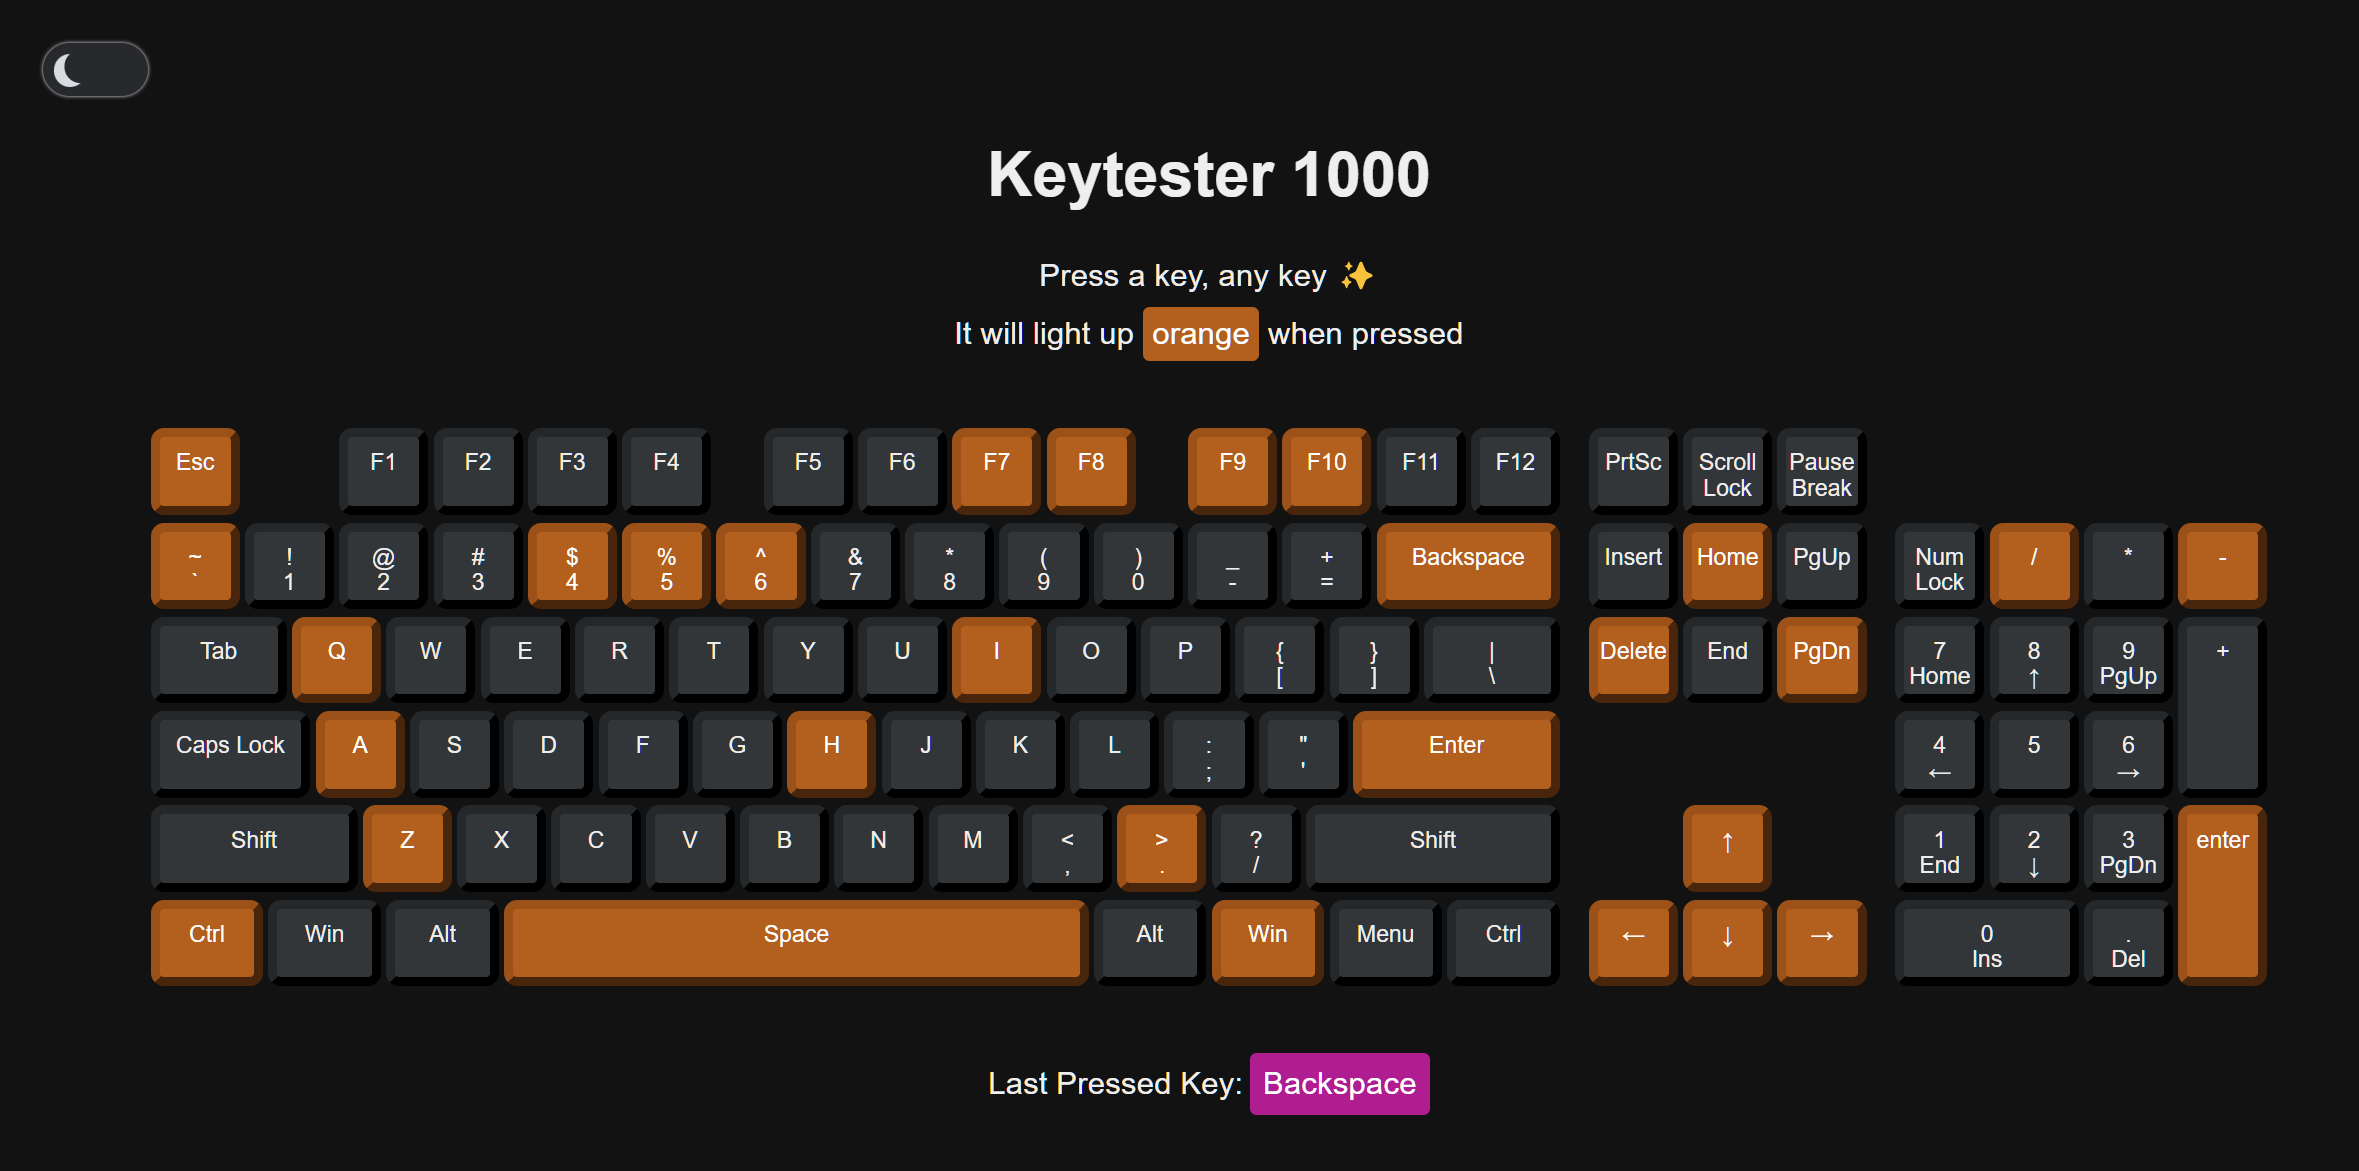 Keytester 1000
Press a key, any key ✨
It will light up orange when pressed
Esc F1 F2 F3 F4 F5 F6 F7 F8 F9 F10 F11 F12 PrtSc Scroll Lock Pause Break
~ ` ! 1 @ 2 # 3 $ 4 % 5 ^ 6 & 7 * 8 ( 9 ) 0 _ - + = Backspace Insert Home PgUp Num Lock / * -
Tab Q W E R T Y U I O P { [ } ] | \ Delete End PgDn 7 Home 8 ↑ 9 PgUp +
Caps Lock A S D F G H J K L : ; " ' Enter 4 ← 5 6 →
Shift Z X C V B N M < , > . ? / Shift ↑ 1 End 2 ↓ 3 PgDn enter
Ctrl Win Alt Space Alt Win Menu Ctrl ← ↓ → 0 Ins . Del
Last Pressed Key: Backspace